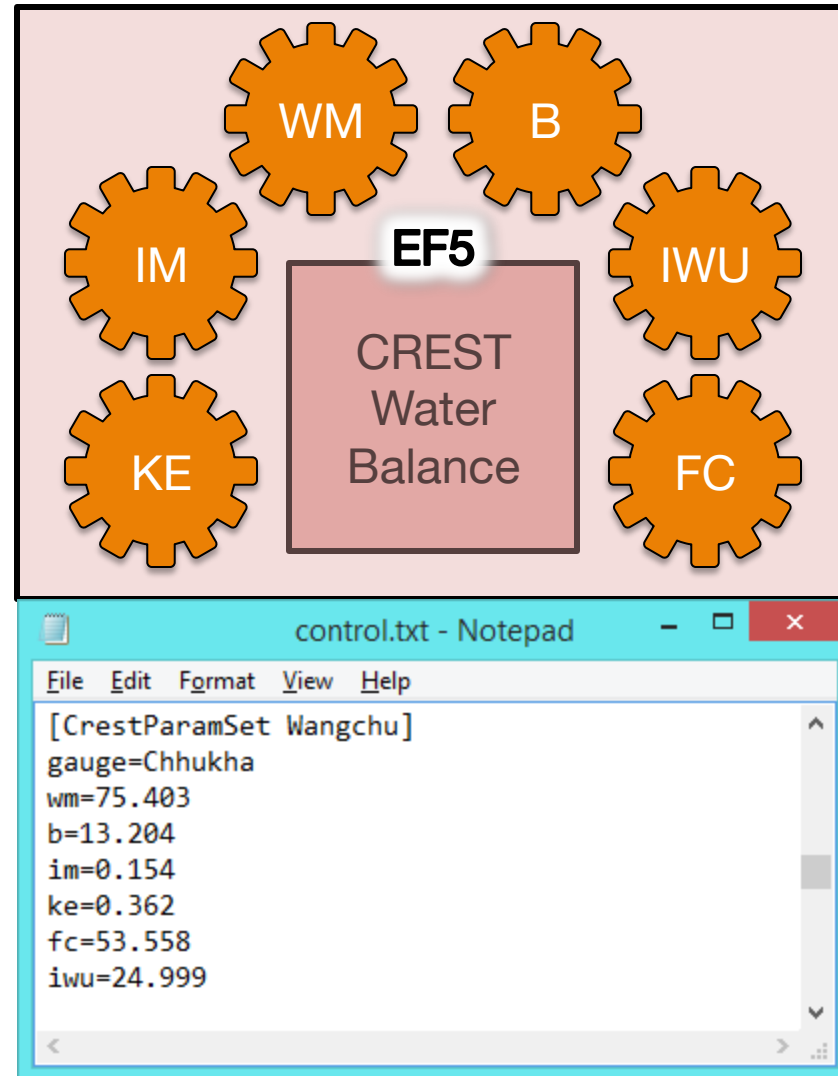 WM
B
EF5
IM
IWU
CREST
Water
Balance
KE
FC
control.txt - Notepad
File Edit Format View Help
[CrestParamSet Wangchu]
gauge=Chhukha
wm=75.403
b=13.204
im=0.154
ke=0.362
fc=53.558
iwu=24.999